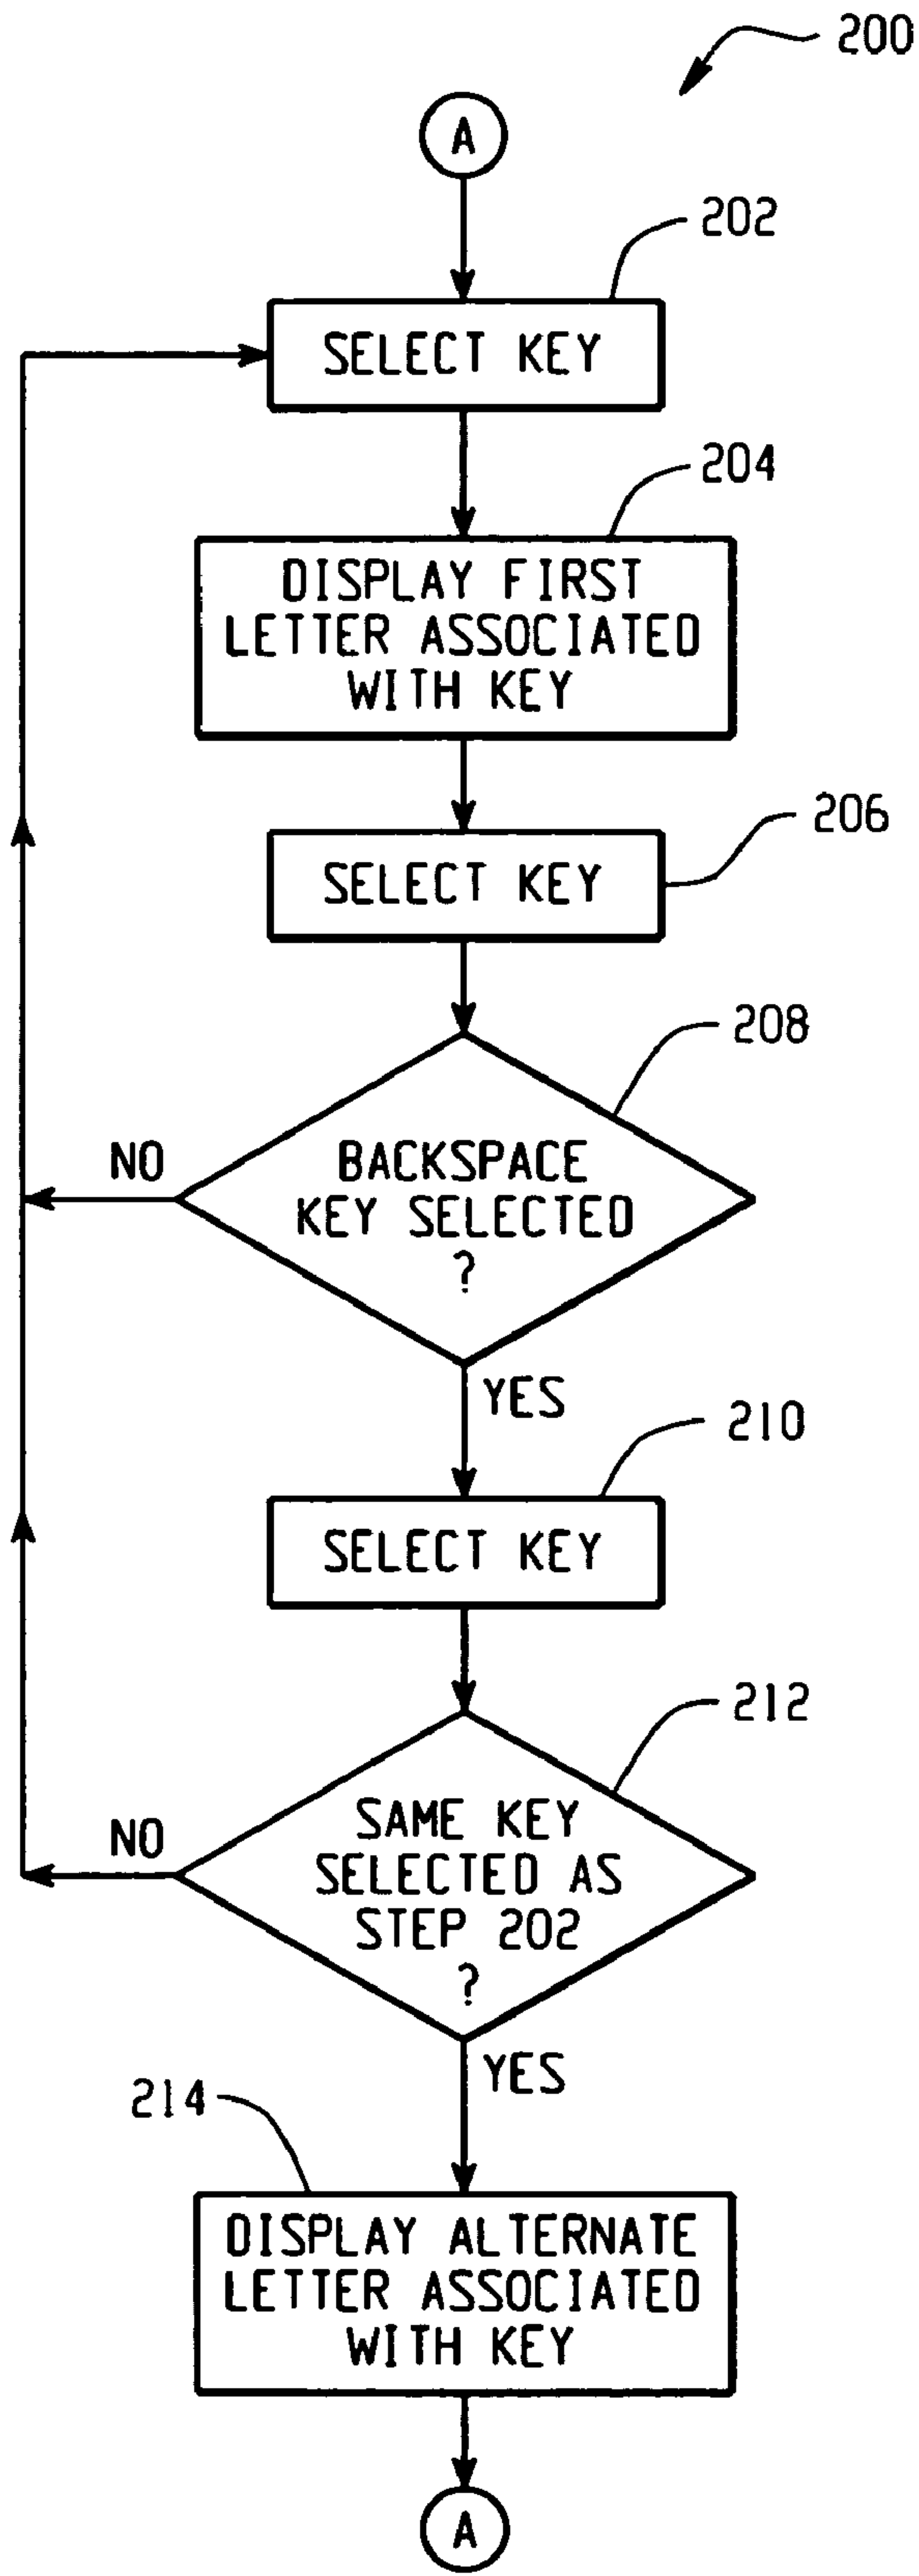 200
A
202
SELECT KEY
204
DISPLAY FIRST
LETTER ASSOCIATED
WITH KEY
206
SELECT KEY
208
BACKSPACE
KEY SELECTED
?
NO
YES
210
SELECT KEY
212
SAME KEY
SELECTED AS
STEP 202
?
NO
YES
214
DISPLAY ALTERNATE
LETTER ASSOCIATED
WITH KEY
A